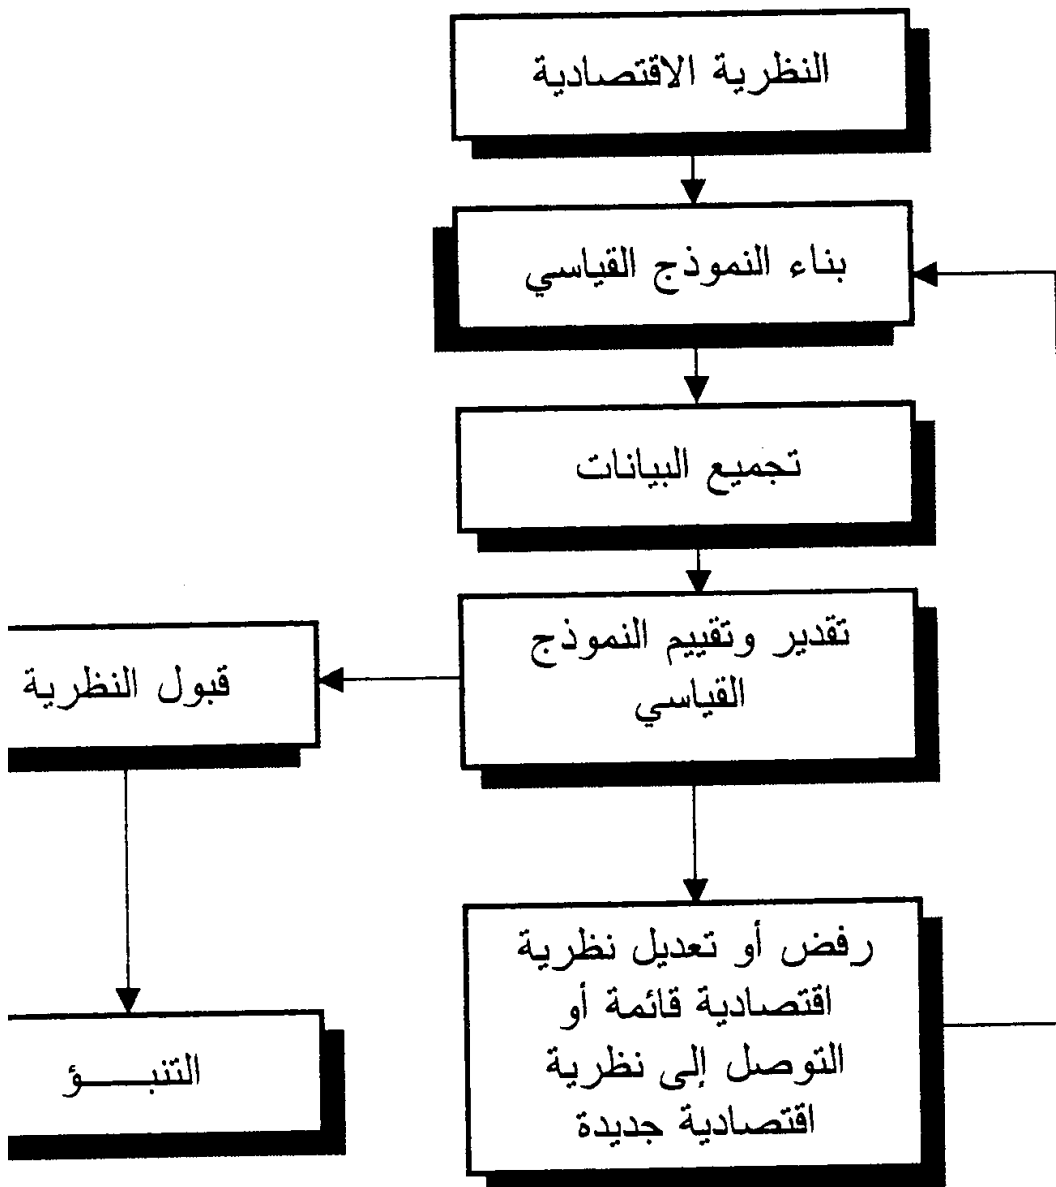 النظرية الاقتصادية
بناء النموذج القياسي
تجميع البيانات
تقدير وتقييم النموذج
القياسي
قبول النظرية
رفض أو تعديل نظرية
اقتصادية قائمة أو
التوصل إلى نظرية
اقتصادية جديدة
التنبــــــؤ